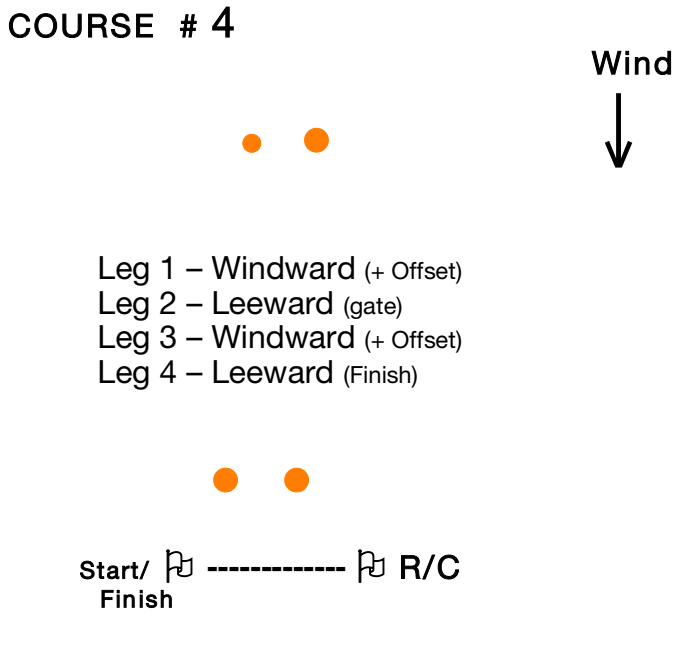 COURSE # 4
Wind
Leg 1 – Windward (+ Offset)
Leg 2 – Leeward (gate)
Leg 3 – Windward (+ Offset)
Leg 4 – Leeward (Finish)
Start/ ------------- R/C
Finish